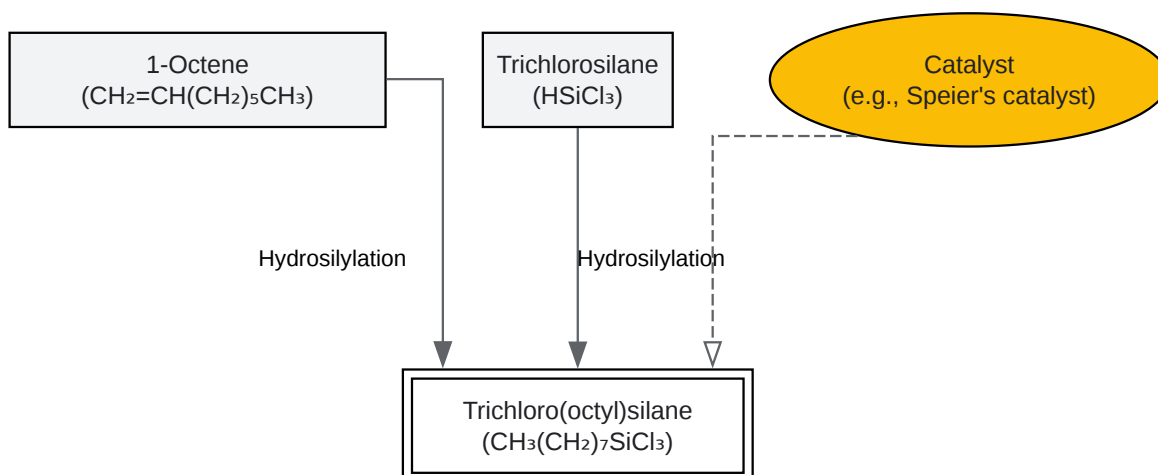 1-Octene
(CH₂=CH(CH₂)₅CH₃)
Trichlorosilane
(HSiCl₃)
Catalyst
(e.g., Speier's catalyst)
Hydrosilylation
Hydrosilylation
Trichloro(octyl)silane
(CH₃(CH₂)₇SiCl₃)